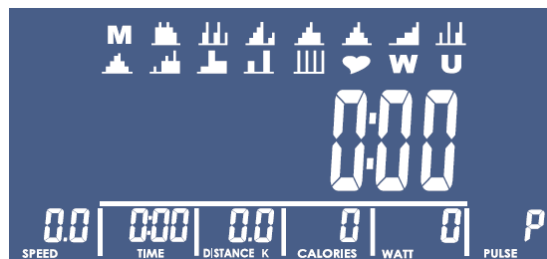 M
W U
0:00
0.0 0:00 0.0 0 0 P
SPEED TIME DISTANCE K CALORIES WATT PULSE